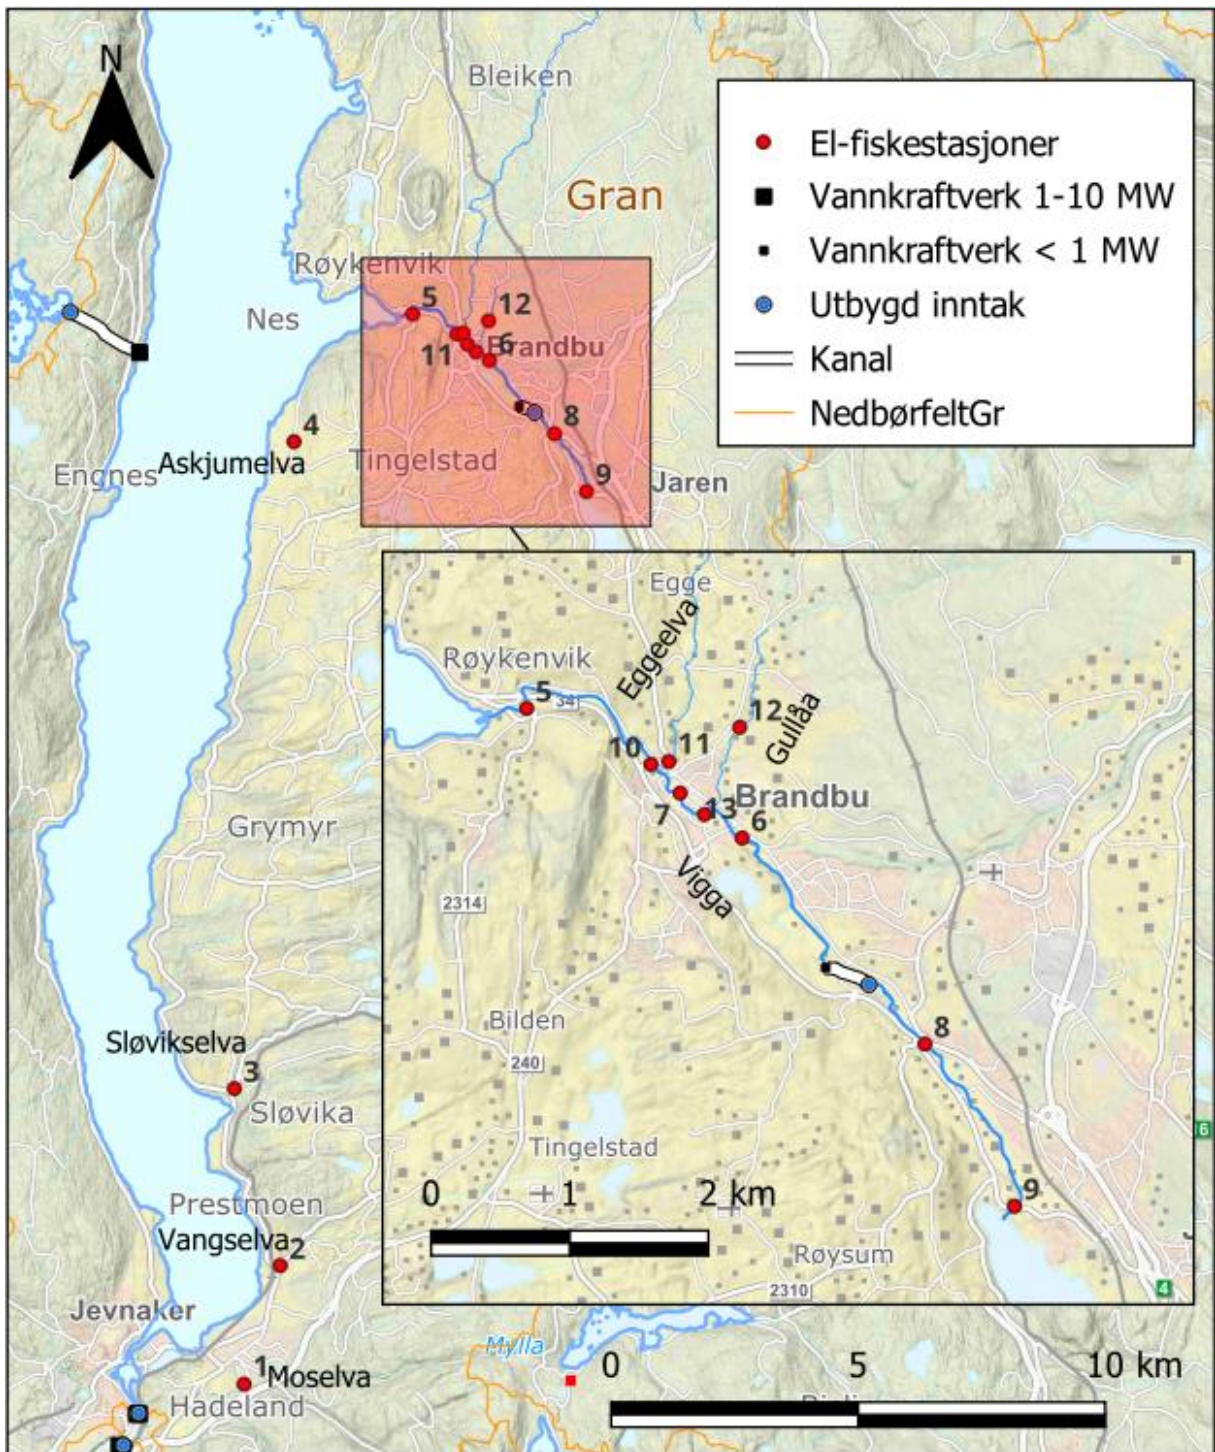 N
Bleiken
Gran
El-fiskestasjoner
Vannkraftverk 1-10 MW
Vannkraftverk < 1 MW
Utbygd inntak
Kanal
NedbørfeltGr
Røykenvik
Nes
5
12
11
6
Brandbu
4
8
Askjumelva
Tingelstad
Engnes
9
Jaren
Egge
Eggeelva
Røykenvik
5
34
12
Gullåa
10
11
Brandbu
7
13
6
Vigga
Grymyr
2314
Bilden
8
240
Sløvikselva
3
Sløvika
Tingelstad
6
0 1 2 km
9
Prestmoen
Vangselva
2
Røysum
2310
4
Jevnaker
Mylla
0 5 10 km
1
Moselva
Hadeland